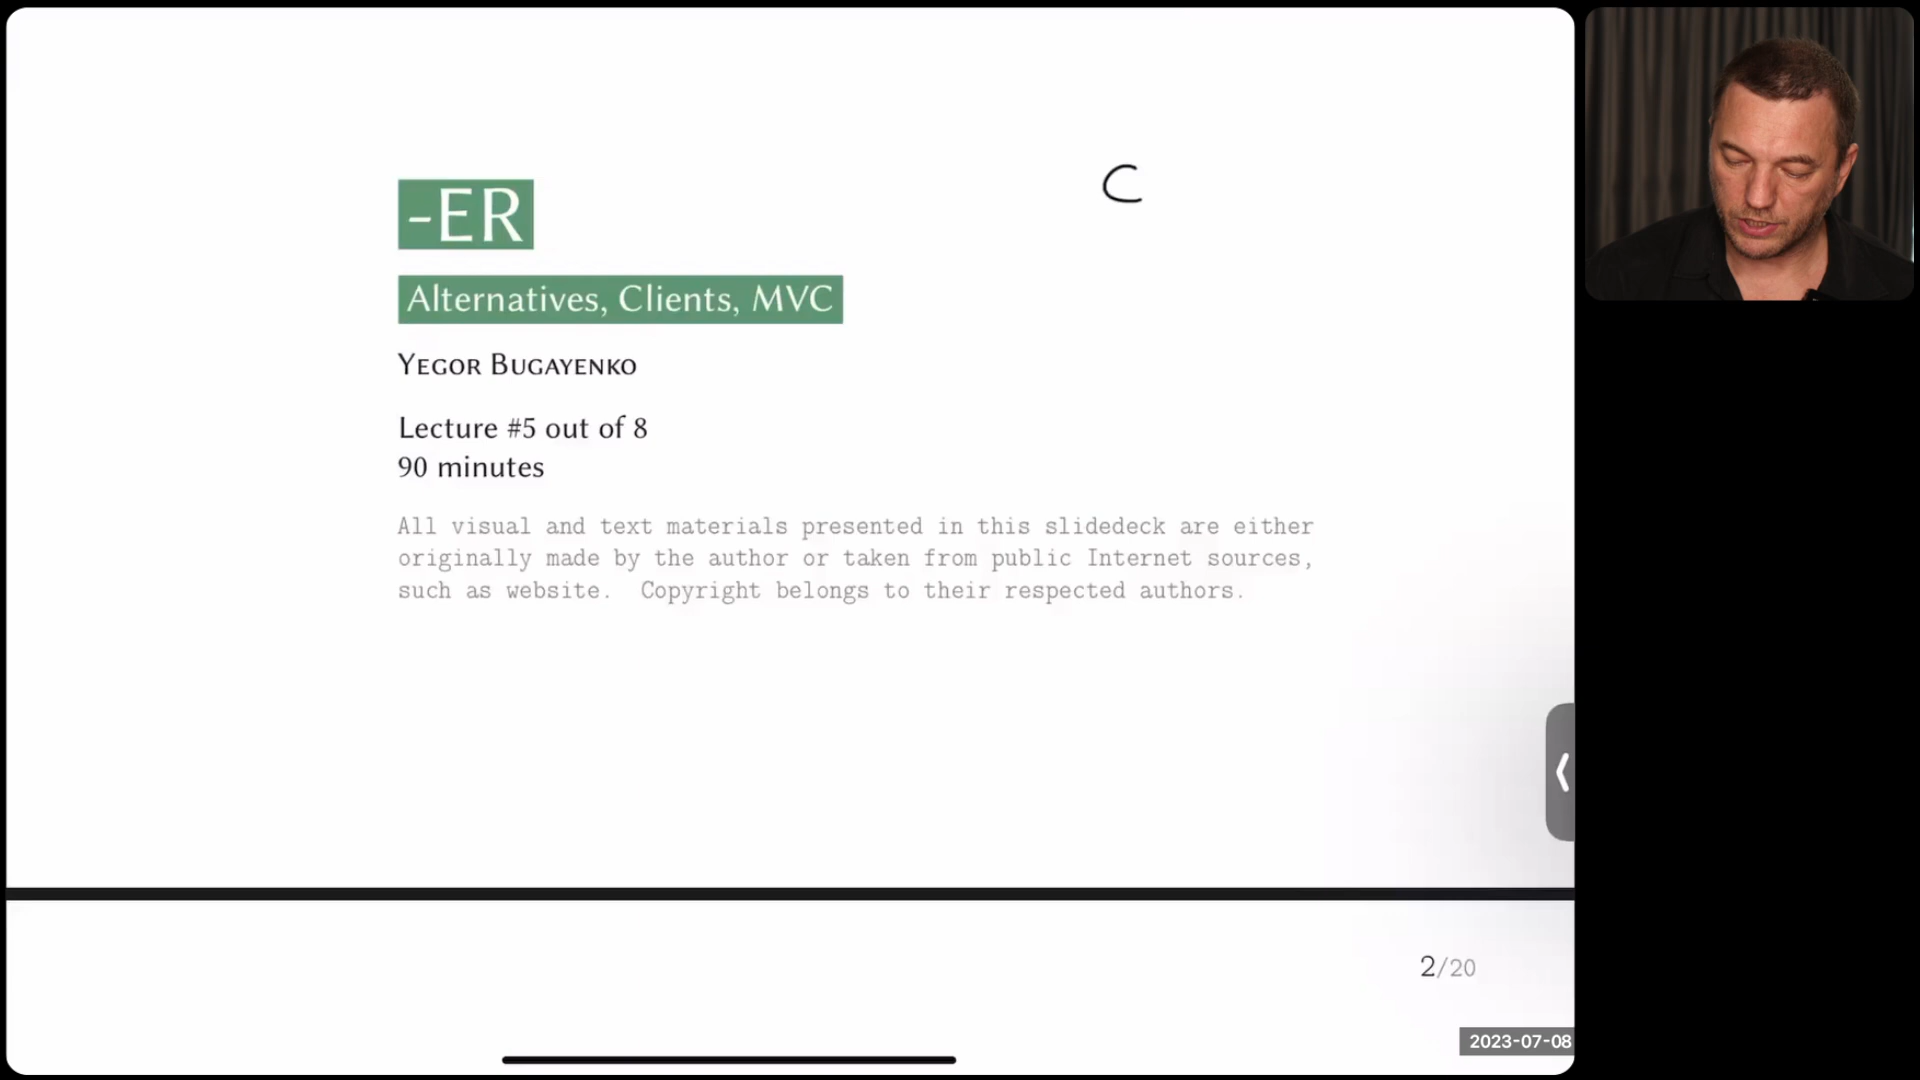 -ER
C
Alternatives, Clients, MVC
Yegor Bugayenko
Lecture #5 out of 8
90 minutes
All visual and text materials presented in this slidedeck are either
originally made by the author or taken from public Internet sources,
such as website. Copyright belongs to their respected authors.
2/20
2023-07-08